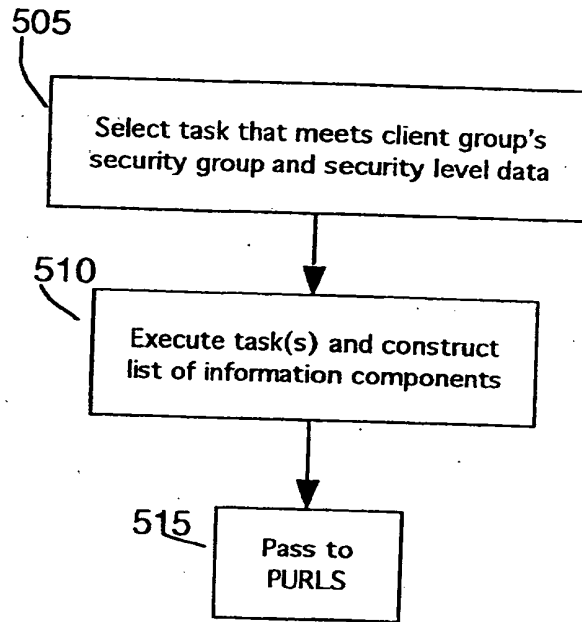 505
Select task that meets client group's
security group and security level data
510
Execute task(s) and construct
list of information components
515
Pass to
PURLS